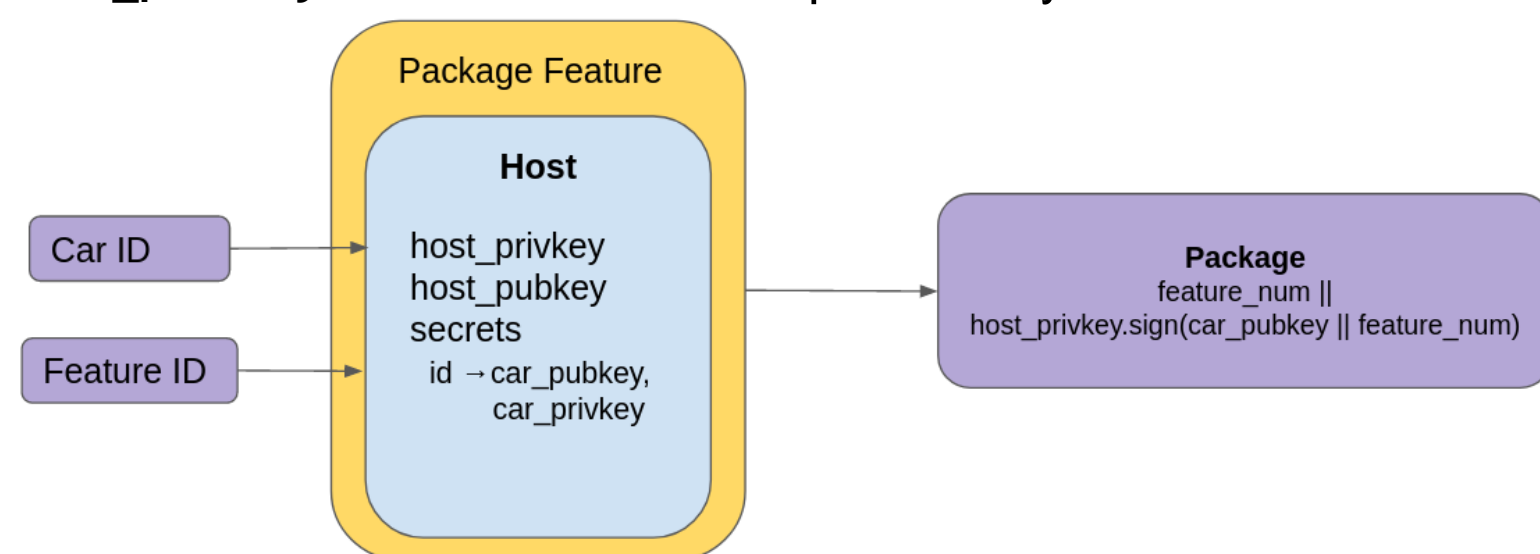 Package Feature
Host
Car ID
host_privkey
host_pubkey
secrets
id →car_pubkey,
car_privkey
Feature ID
Package
feature_num ||
host_privkey.sign(car_pubkey || feature_num)